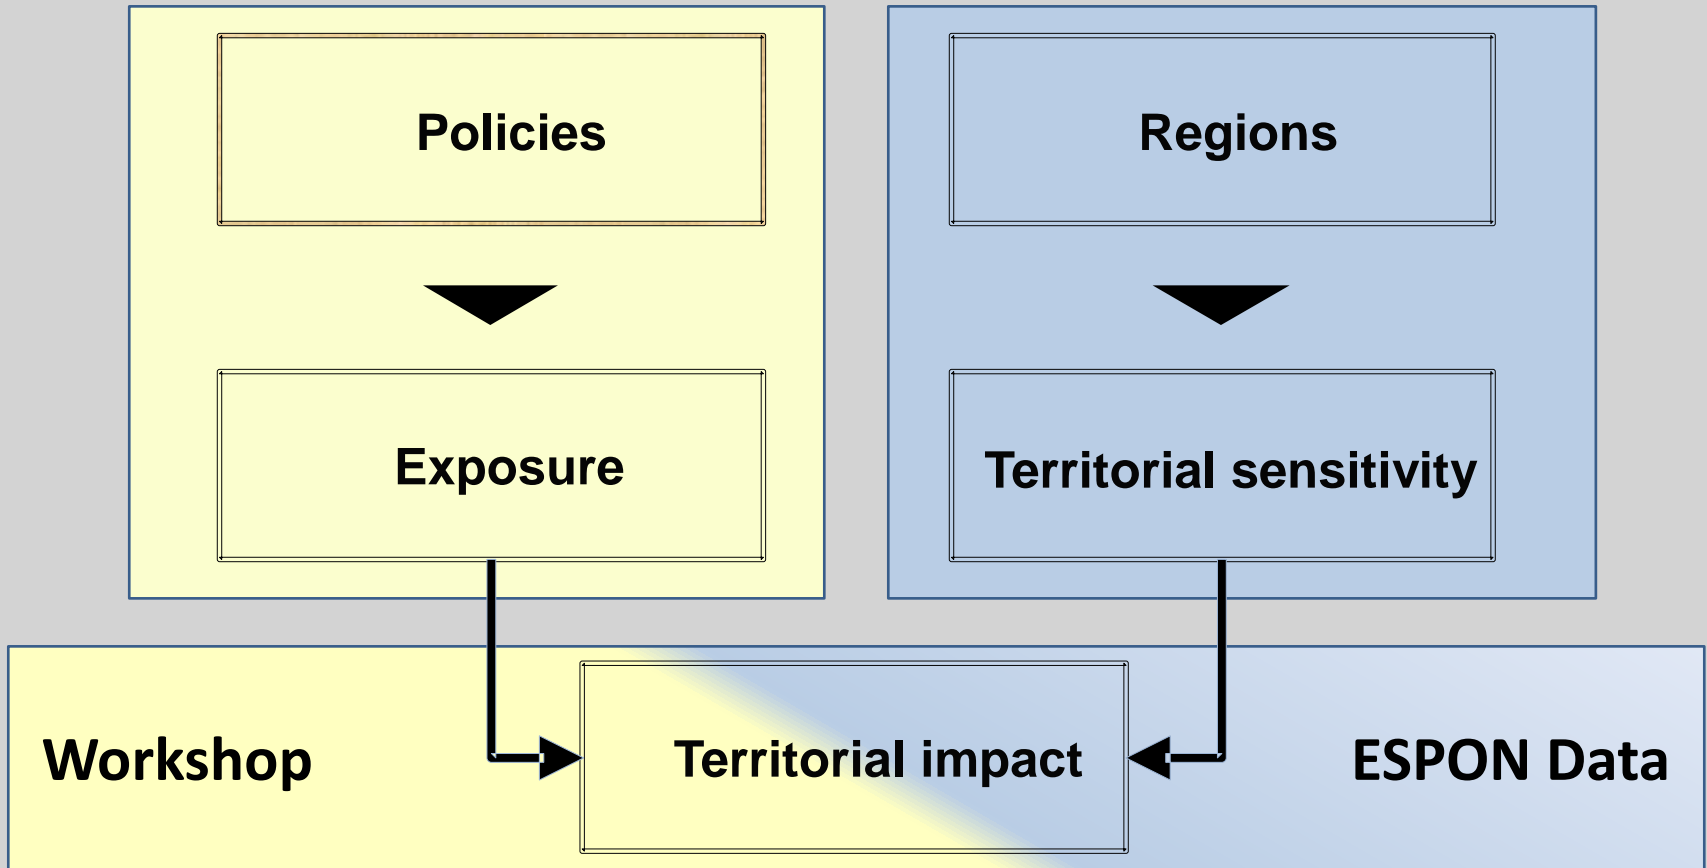 Policies
Regions
Exposure
Territorial sensitivity
Workshop
Territorial impact
ESPON Data